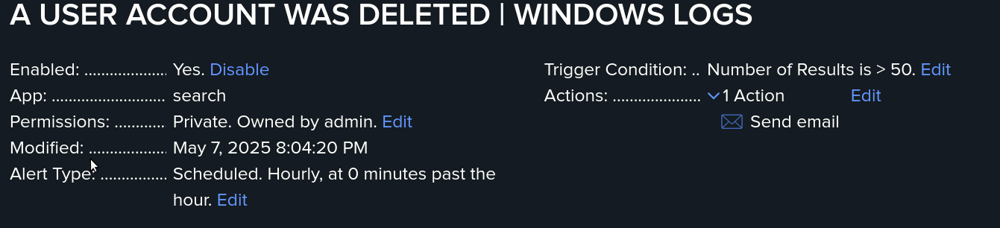 A USER ACCOUNT WAS DELETED | WINDOWS LOGS
Enabled: .................... Yes. Disable
App: ............................ search
Permissions: ............ Private. Owned by admin. Edit
Modified: ................... May 7, 2025 8:04:20 PM
Alert Type: ................ Scheduled. Hourly, at 0 minutes past the
hour. Edit
Trigger Condition: .. Number of Results is > 50. Edit
Actions: ...................... 1 Action Edit
Send email